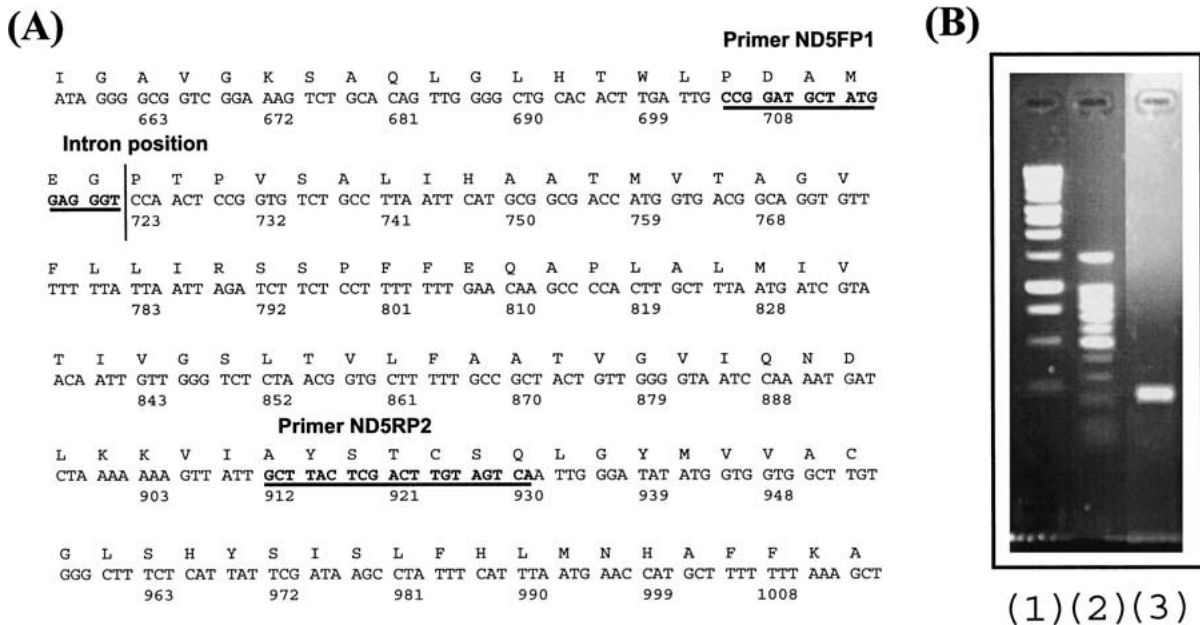 (A)
Primer ND5FP1
I G A V G K S A Q L G L H T W L P D A M
ATA GGG GCG GTC GGA AAG TCT GCA CAG TTG GGG CTG CAC ACT TGA TTG CCG GAT GCT ATG
663 672 681 690 699 708
Intron position
E G P T P V S A L I H A A T M V T A G V
GAG GGT CCA ACT CCG GTG TCT GCC TTA ATT CAT GCG GCG ACC ATG GTG ACG GCA GGT GTT
723 732 741 750 759 768
F L L I R S S P F F E Q A P L A L M I V
TTT TTA TTA ATT AGA TCT TCT CCT TTT TTT GAA CAA GCC CCA CTT GCT TTA ATG ATC GTA
783 792 801 810 819 828
T I V G S L T V L F A A T V G V I Q N D
ACA ATT GTT GGG TCT CTA ACG GTG CTT TTT GCC GCT ACT GTT GGG GTA ATC CAA AAT GAT
843 852 861 870 879 888
Primer ND5RP2
L K K V I A Y S T C S Q L G Y M V V A C
CTA AAA AAA GTT ATT GCT TAC TCG ACT TGT AGT CAA TTG GGA TAT ATG GTG GTG GCT TGT
903 912 921 930 939 948
G L S H Y S I S L F H L M N H A F F K A
GGG CTT TCT CAT TAT TCG ATA AGC CTA TTT CAT TTA ATG AAC CAT GCT TTT TTT AAA GCT
963 972 981 990 999 1008
(B)
(1) (2) (3)